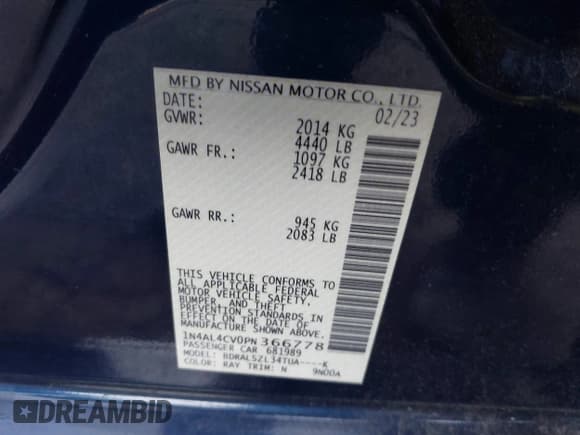 MFD BY NISSAN MOTOR CO., LTD.
DATE: 02/23
GVWR: 2014 KG
4440 LB
GAWR FR.: 1097 KG
2418 LB
GAWR RR.: 945 KG
2083 LB
THIS VEHICLE CONFORMS TO
ALL APPLICABLE FEDERAL
MOTOR VEHICLE SAFETY,
BUMPER, AND THEFT
PREVENTION STANDARDS IN
EFFECT ON THE DATE OF
MANUFACTURE SHOWN ABOVE.
1N4AL4CV0PN366778
PASSENGER CAR 681989
MODEL: BDRALSZL34TUA----K
COLOR: RAY TRIM: N 9NODA
DREAMBID